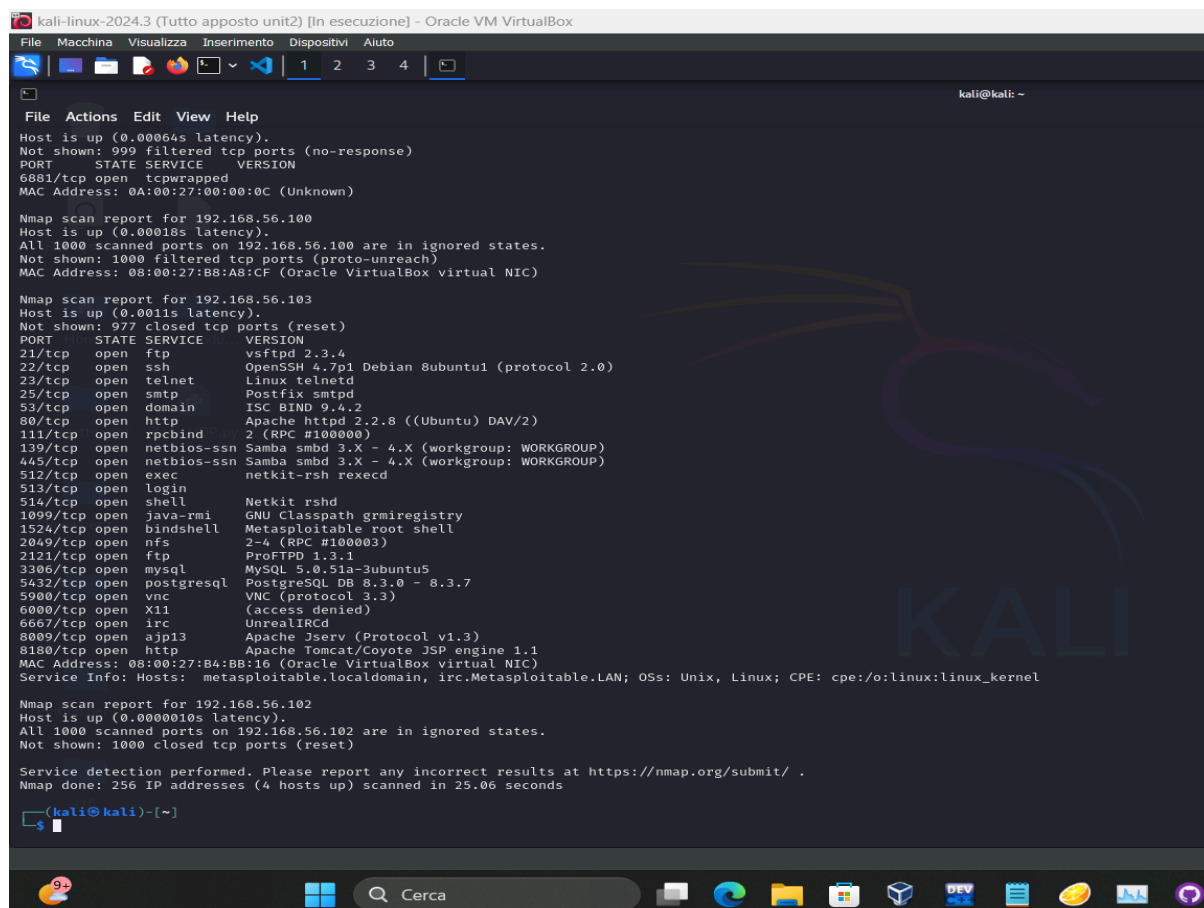 kali-linux-2024.3 (Tutto apposto unit2) [In esecuzione] - Oracle VM VirtualBox
File Macchina Visualizza Inserimento Dispositivi Aiuto
1 2 3 4
kali@kali: ~
File Actions Edit View Help
Host is up (0.00064s latency).
Not shown: 999 filtered tcp ports (no-response)
PORT     STATE SERVICE    VERSION
6881/tcp open  tcpwrapped
MAC Address: 0A:00:27:00:00:0C (Unknown)

Nmap scan report for 192.168.56.100
Host is up (0.00018s latency).
All 1000 scanned ports on 192.168.56.100 are in ignored states.
Not shown: 1000 filtered tcp ports (proto-unreach)
MAC Address: 08:00:27:B8:A8:CF (Oracle VirtualBox virtual NIC)

Nmap scan report for 192.168.56.103
Host is up (0.0011s latency).
Not shown: 977 closed tcp ports (reset)
PORT     STATE SERVICE     VERSION
21/tcp   open  ftp         vsftpd 2.3.4
22/tcp   open  ssh         OpenSSH 4.7p1 Debian 8ubuntu1 (protocol 2.0)
23/tcp   open  telnet      Linux telnetd
25/tcp   open  smtp        Postfix smtpd
53/tcp   open  domain      ISC BIND 9.4.2
80/tcp   open  http        Apache httpd 2.2.8 ((Ubuntu) DAV/2)
111/tcp  open  rpcbind     2 (RPC #100000)
139/tcp  open  netbios-ssn Samba smbd 3.X - 4.X (workgroup: WORKGROUP)
445/tcp  open  netbios-ssn Samba smbd 3.X - 4.X (workgroup: WORKGROUP)
512/tcp  open  exec        netkit-rsh rexecd
513/tcp  open  login
514/tcp  open  shell       Netkit rshd
1099/tcp open  java-rmi    GNU Classpath grmiregistry
1524/tcp open  bindshell   Metasploitable root shell
2049/tcp open  nfs         2-4 (RPC #100003)
2121/tcp open  ftp         ProFTPD 1.3.1
3306/tcp open  mysql       MySQL 5.0.51a-3ubuntu5
5432/tcp open  postgresql  PostgreSQL DB 8.3.0 - 8.3.7
5900/tcp open  vnc         VNC (protocol 3.3)
6000/tcp open  X11         (access denied)
6667/tcp open  irc         UnrealIRCd
8009/tcp open  ajp13       Apache Jserv (Protocol v1.3)
8180/tcp open  http        Apache Tomcat/Coyote JSP engine 1.1
MAC Address: 08:00:27:B4:BB:16 (Oracle VirtualBox virtual NIC)
Service Info: Hosts:  metasploitable.localdomain, irc.Metasploitable.LAN; OSs: Unix, Linux; CPE: cpe:/o:linux:linux_kernel

Nmap scan report for 192.168.56.102
Host is up (0.0000010s latency).
All 1000 scanned ports on 192.168.56.102 are in ignored states.
Not shown: 1000 closed tcp ports (reset)

Service detection performed. Please report any incorrect results at https://nmap.org/submit/ .
Nmap done: 256 IP addresses (4 hosts up) scanned in 25.06 seconds

(kali㉿kali)-[~]
$
KALI
9+
Cerca
DEV